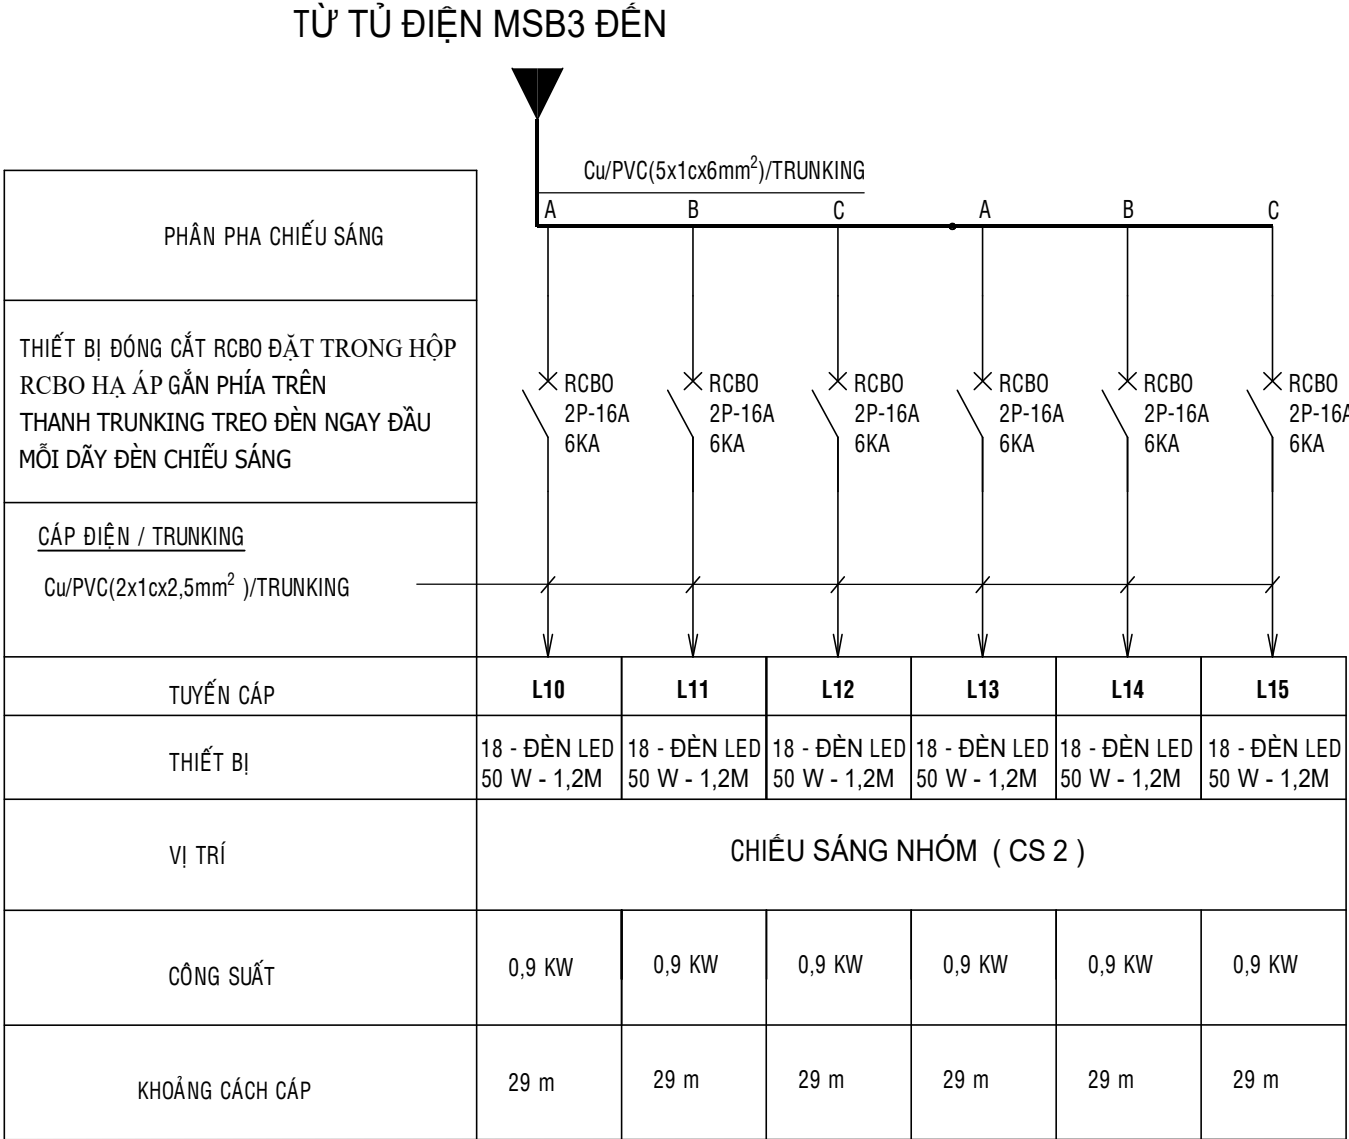 TỪ TỦ ĐIỆN MSB3 ĐẾN
Cu/PVC(5x1cx6mm²)/TRUNKING
A B C A B C
PHÂN PHA CHIẾU SÁNG
THIẾT BỊ ĐÓNG CẮT RCBO ĐẶT TRONG HỘP
RCBO HẠ ÁP GẮN PHÍA TRÊN
THANH TRUNKING TREO ĐÈN NGAY ĐẦU
MỖI DÃY ĐÈN CHIẾU SÁNG
RCBO RCBO RCBO RCBO RCBO RCBO
2P-16A 2P-16A 2P-16A 2P-16A 2P-16A 2P-16A
6KA 6KA 6KA 6KA 6KA 6KA
CÁP ĐIỆN / TRUNKING
Cu/PVC(2x1cx2,5mm² )/TRUNKING
TUYẾN CÁP L10 L11 L12 L13 L14 L15
THIẾT BỊ
18 - ĐÈN LED 18 - ĐÈN LED 18 - ĐÈN LED 18 - ĐÈN LED 18 - ĐÈN LED 18 - ĐÈN LED
50 W - 1,2M 50 W - 1,2M 50 W - 1,2M 50 W - 1,2M 50 W - 1,2M 50 W - 1,2M
VỊ TRÍ CHIẾU SÁNG NHÓM ( CS 2 )
CÔNG SUẤT 0,9 KW 0,9 KW 0,9 KW 0,9 KW 0,9 KW 0,9 KW
KHOẢNG CÁCH CÁP 29 m 29 m 29 m 29 m 29 m 29 m